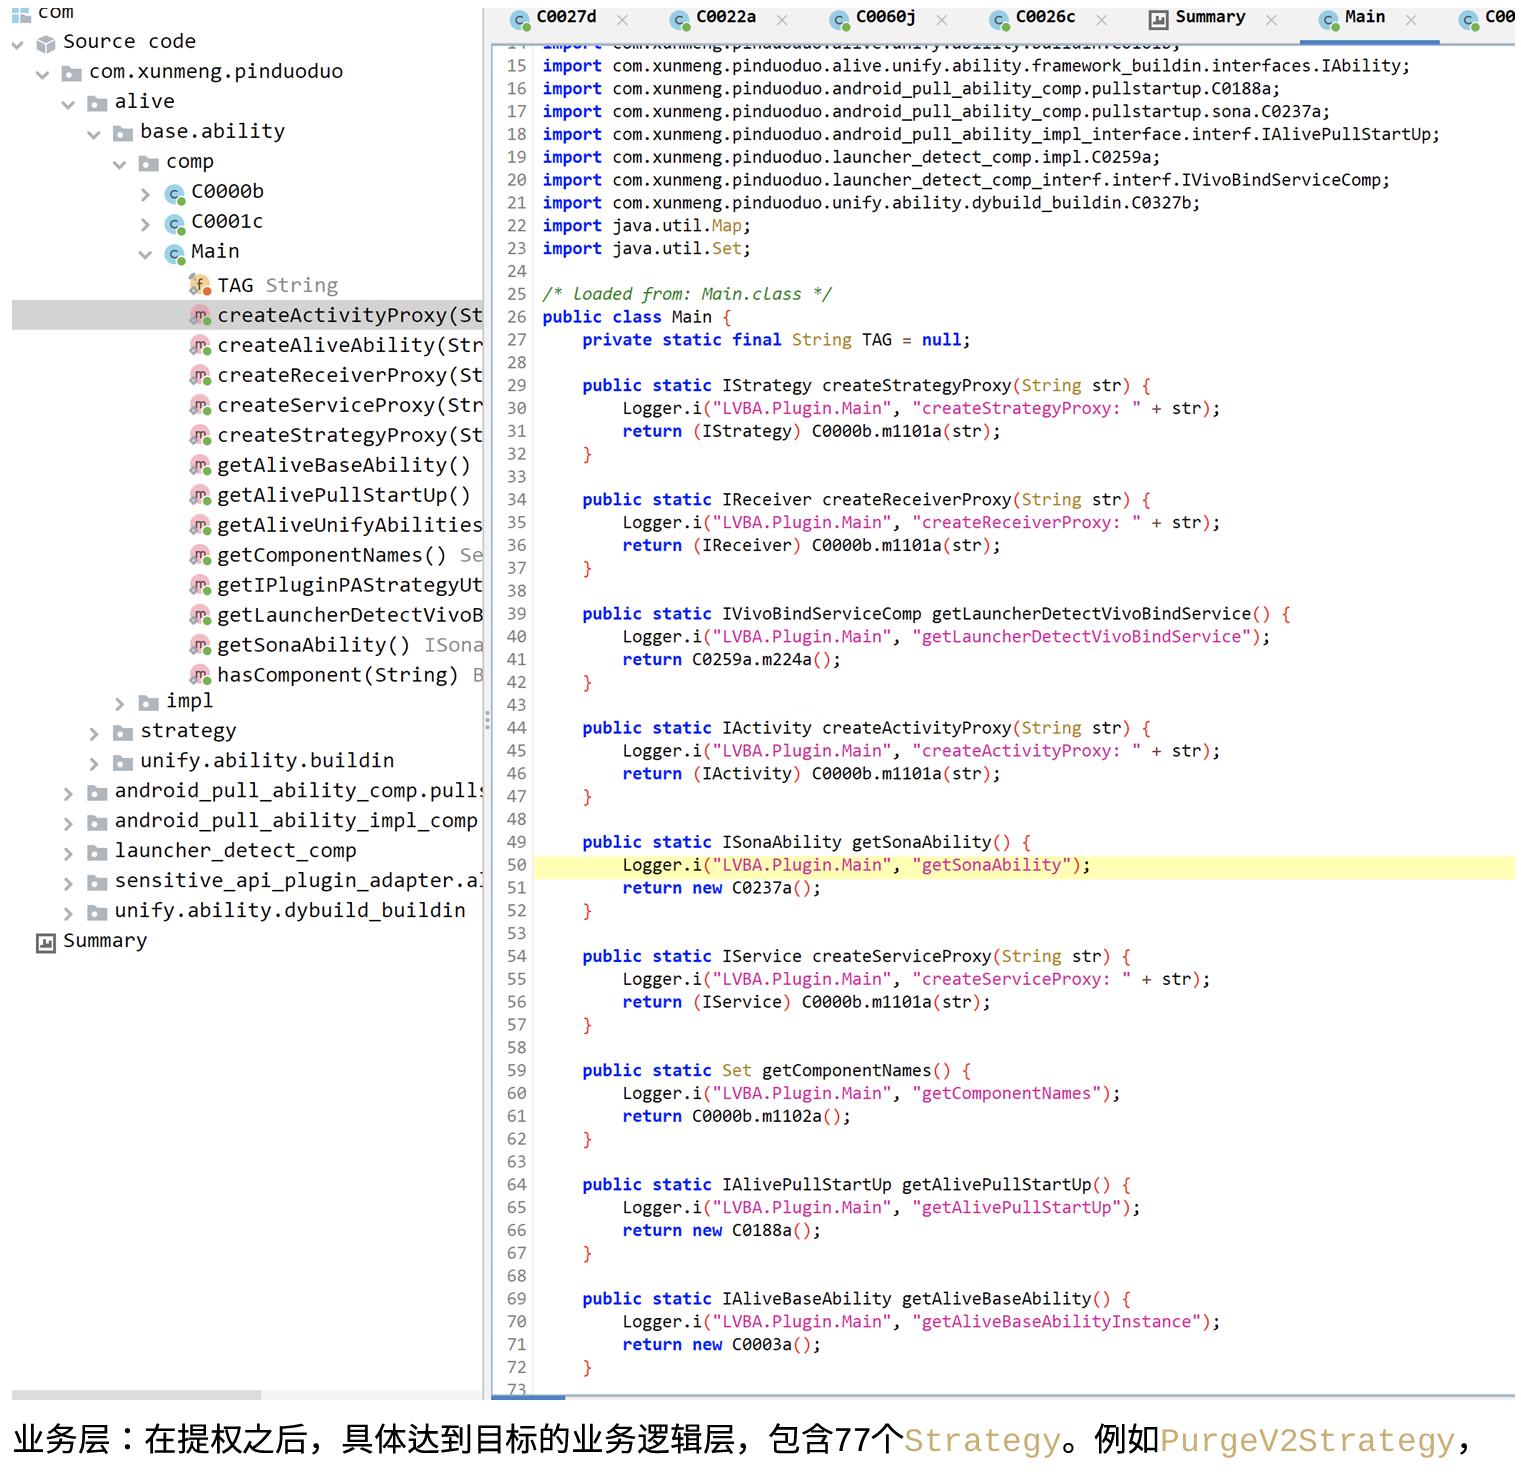 com
Source code
com.xunmeng.pinduoduo
alive
base.ability
comp
C0000b
C0001c
Main
TAG String
createActivityProxy(St
createAliveAbility(Str
createReceiverProxy(St
createServiceProxy(Str
createStrategyProxy(St
getAliveBaseAbility()
getAlivePullStartUp()
getAliveUnifyAbilities
getComponentNames() Se
getIPluginPAStrategyUt
getLauncherDetectVivoB
getSonaAbility() ISona
hasComponent(String) B
impl
strategy
unify.ability.buildin
android_pull_ability_comp.pulls
android_pull_ability_impl_comp
launcher_detect_comp
sensitive_api_plugin_adapter.al
unify.ability.dybuild_buildin
Summary
C0027d C0022a C0060j C0026c Summary Main C00
14 import com.xunmeng.pinduoduo.alive.unify.ability.buildin.C0181b;
15 import com.xunmeng.pinduoduo.alive.unify.ability.framework_buildin.interfaces.IAbility;
16 import com.xunmeng.pinduoduo.android_pull_ability_comp.pullstartup.C0188a;
17 import com.xunmeng.pinduoduo.android_pull_ability_comp.pullstartup.sona.C0237a;
18 import com.xunmeng.pinduoduo.android_pull_ability_impl_interface.interf.IAlivePullStartUp;
19 import com.xunmeng.pinduoduo.launcher_detect_comp.impl.C0259a;
20 import com.xunmeng.pinduoduo.launcher_detect_comp_interf.interf.IVivoBindServiceComp;
21 import com.xunmeng.pinduoduo.unify.ability.dybuild_buildin.C0327b;
22 import java.util.Map;
23 import java.util.Set;
24
25 /* loaded from: Main.class */
26 public class Main {
27 private static final String TAG = null;
28
29 public static IStrategy createStrategyProxy(String str) {
30 Logger.i("LVBA.Plugin.Main", "createStrategyProxy: " + str);
31 return (IStrategy) C0000b.m1101a(str);
32 }
33
34 public static IReceiver createReceiverProxy(String str) {
35 Logger.i("LVBA.Plugin.Main", "createReceiverProxy: " + str);
36 return (IReceiver) C0000b.m1101a(str);
37 }
38
39 public static IVivoBindServiceComp getLauncherDetectVivoBindService() {
40 Logger.i("LVBA.Plugin.Main", "getLauncherDetectVivoBindService");
41 return C0259a.m224a();
42 }
43
44 public static IActivity createActivityProxy(String str) {
45 Logger.i("LVBA.Plugin.Main", "createActivityProxy: " + str);
46 return (IActivity) C0000b.m1101a(str);
47 }
48
49 public static ISonaAbility getSonaAbility() {
50 Logger.i("LVBA.Plugin.Main", "getSonaAbility");
51 return new C0237a();
52 }
53
54 public static IService createServiceProxy(String str) {
55 Logger.i("LVBA.Plugin.Main", "createServiceProxy: " + str);
56 return (IService) C0000b.m1101a(str);
57 }
58
59 public static Set getComponentNames() {
60 Logger.i("LVBA.Plugin.Main", "getComponentNames");
61 return C0000b.m1102a();
62 }
63
64 public static IAlivePullStartUp getAlivePullStartUp() {
65 Logger.i("LVBA.Plugin.Main", "getAlivePullStartUp");
66 return new C0188a();
67 }
68
69 public static IAliveBaseAbility getAliveBaseAbility() {
70 Logger.i("LVBA.Plugin.Main", "getAliveBaseAbilityInstance");
71 return new C0003a();
72 }
73
业务层：在提权之后，具体达到目标的业务逻辑层，包含77个Strategy。例如PurgeV2Strategy，